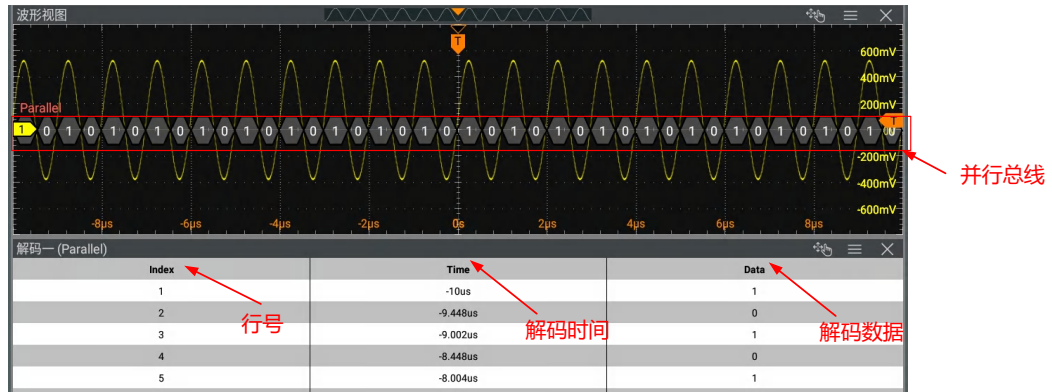 波形视图
T
600mV
400mV
Parallel
200mV
1 0 1 0 1 0 1 0 1 0 1 0 1 0 1 0 1 0 1 0 1 0 1 0 1 0 1 0 1 0 1 0 1 0 1 0 1 0 1 0
T
并行总线
-200mV
-400mV
-600mV
-8μs -6μs -4μs -2μs 0s 2μs 4μs 6μs 8μs
解码一 (Parallel)
Index Time Data
1 -10us 1
2 -9.448us 0
3 -9.002us 1
4 -8.448us 0
5 -8.004us 1
行号
解码时间
解码数据